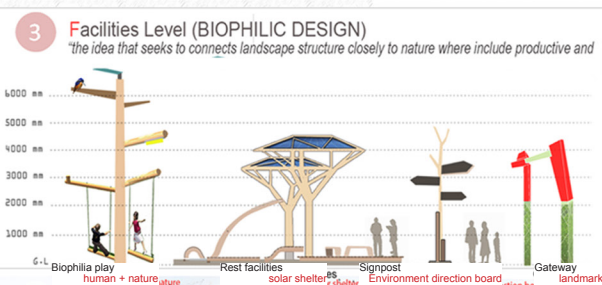 3
Facilities Level (BIOPHILIC DESIGN)
"the idea that seeks to connects landscape structure closely to nature where include productive and
6000 mm
5000 mm
4000 mm
3000 mm
2000 mm
1000 mm
G.L
Biophilia play
Rest facilities
Signpost
Gateway
human + nature
solar shelter
Environment direction board
landmark